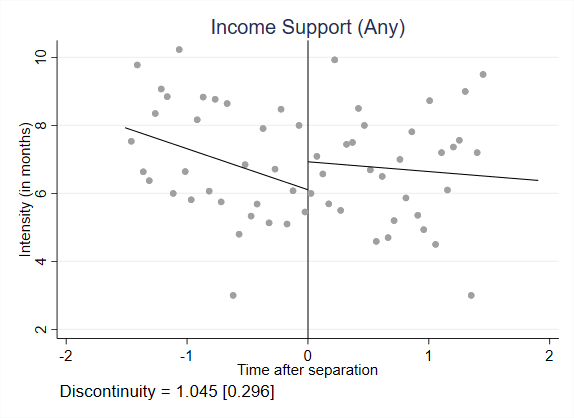 Income Support (Any)
Intensity (in months)
10
8
6
4
2
-2 -1 0 1 2
Time after separation
Discontinuity = 1.045 [0.296]